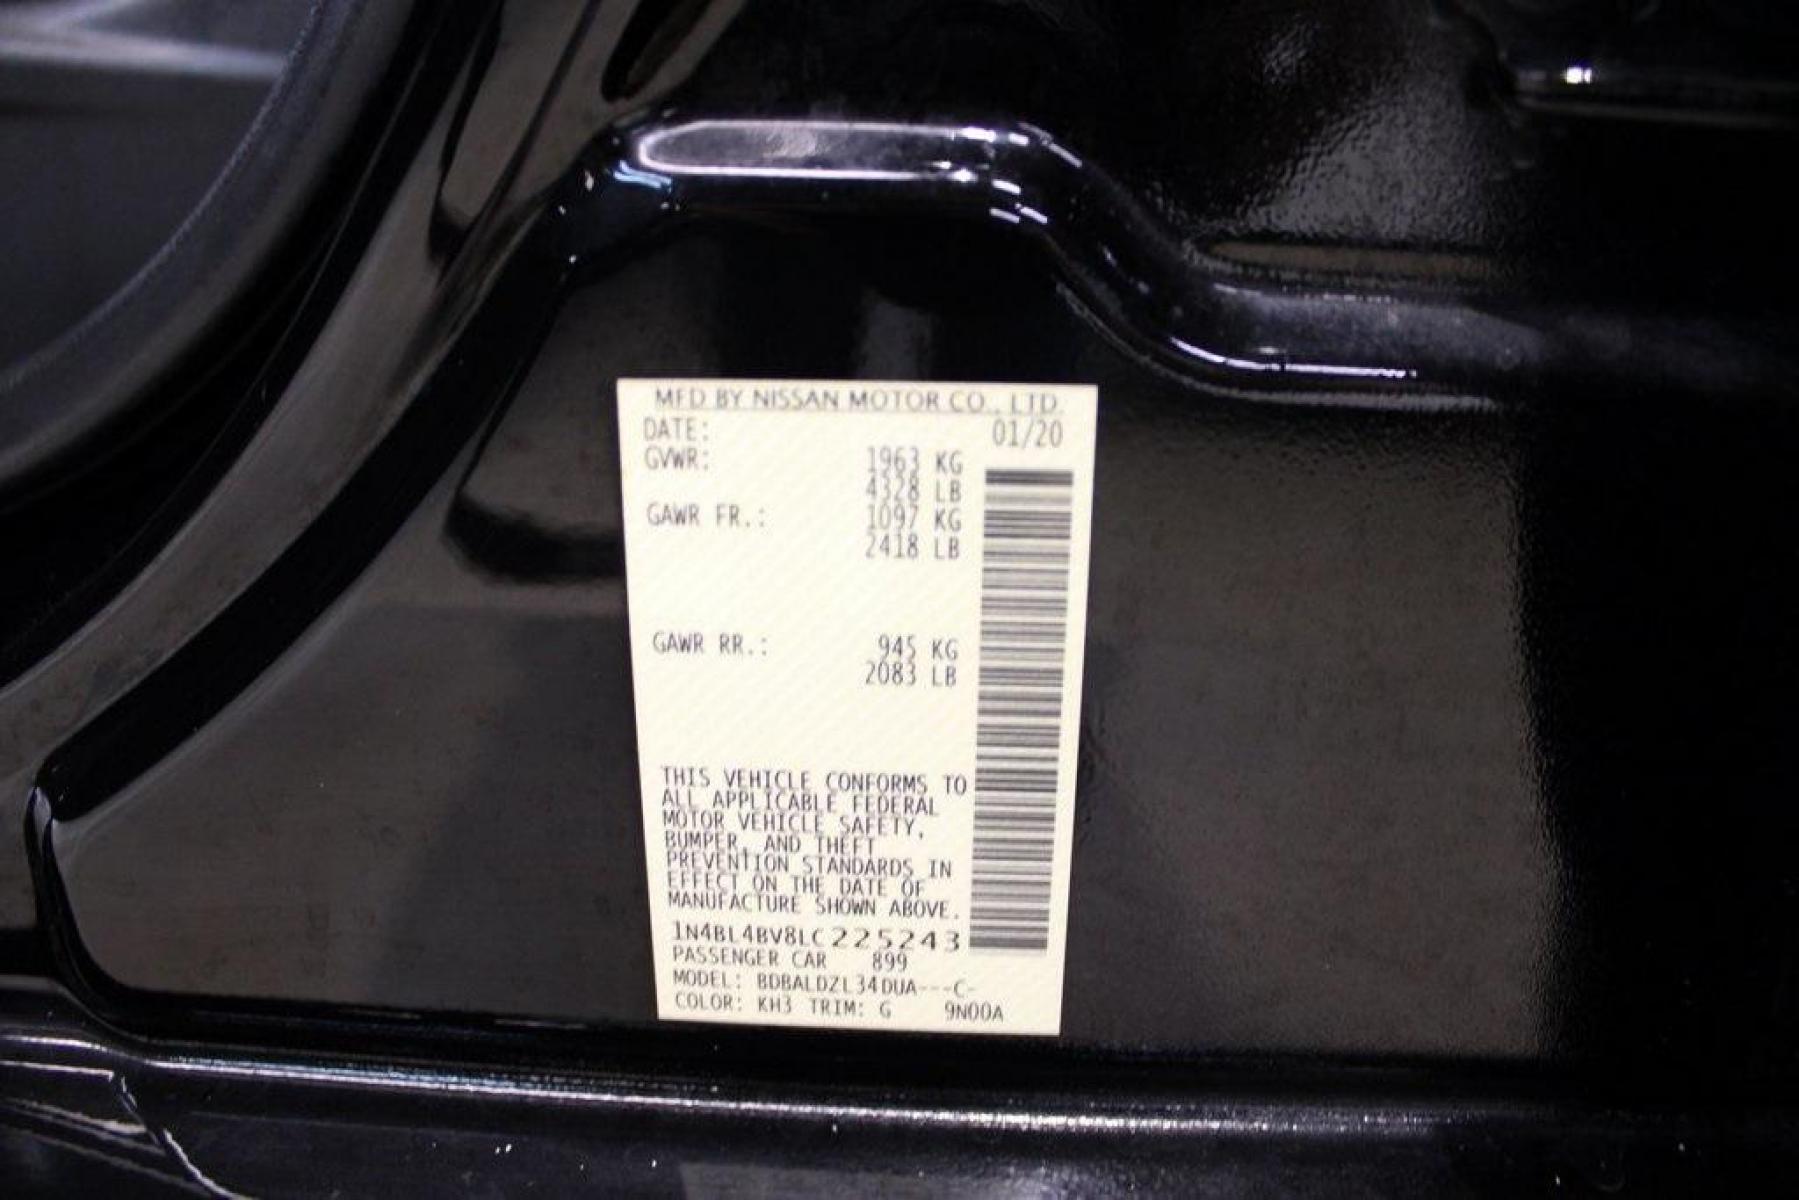 MFD BY NISSAN MOTOR CO., LTD.
DATE: 01/20
GVWR: 1963 KG
4328 LB
GAWR FR.: 1097 KG
2418 LB
GAWR RR.: 945 KG
2083 LB
THIS VEHICLE CONFORMS TO
ALL APPLICABLE FEDERAL
MOTOR VEHICLE SAFETY,
BUMPER, AND THEFT
PREVENTION STANDARDS IN
EFFECT ON THE DATE OF
MANUFACTURE SHOWN ABOVE.
1N4BL4BV8LC225243
PASSENGER CAR 899
MODEL: BDBALDZL34DUA---C-
COLOR: KH3 TRIM: G 9N00A